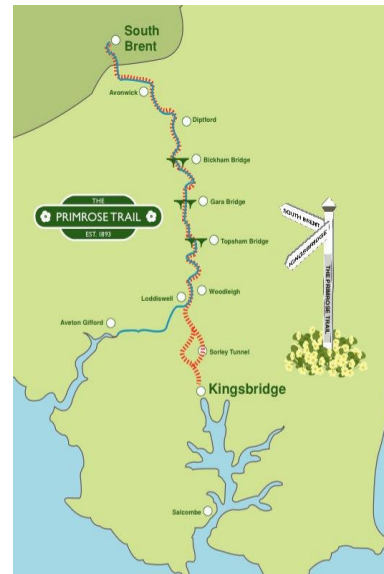 South
Brent
Avonwick
Diptford
Bickham Bridge
THE
PRIMROSE TRAIL
EST. 1893
Gara Bridge
SOUTH BRENT
KINGSBRIDGE
THE PRIMROSE TRAIL
Topsham Bridge
Woodleigh
Loddiswell
Aveton Gifford
Sorley Tunnel
Kingsbridge
Salcombe